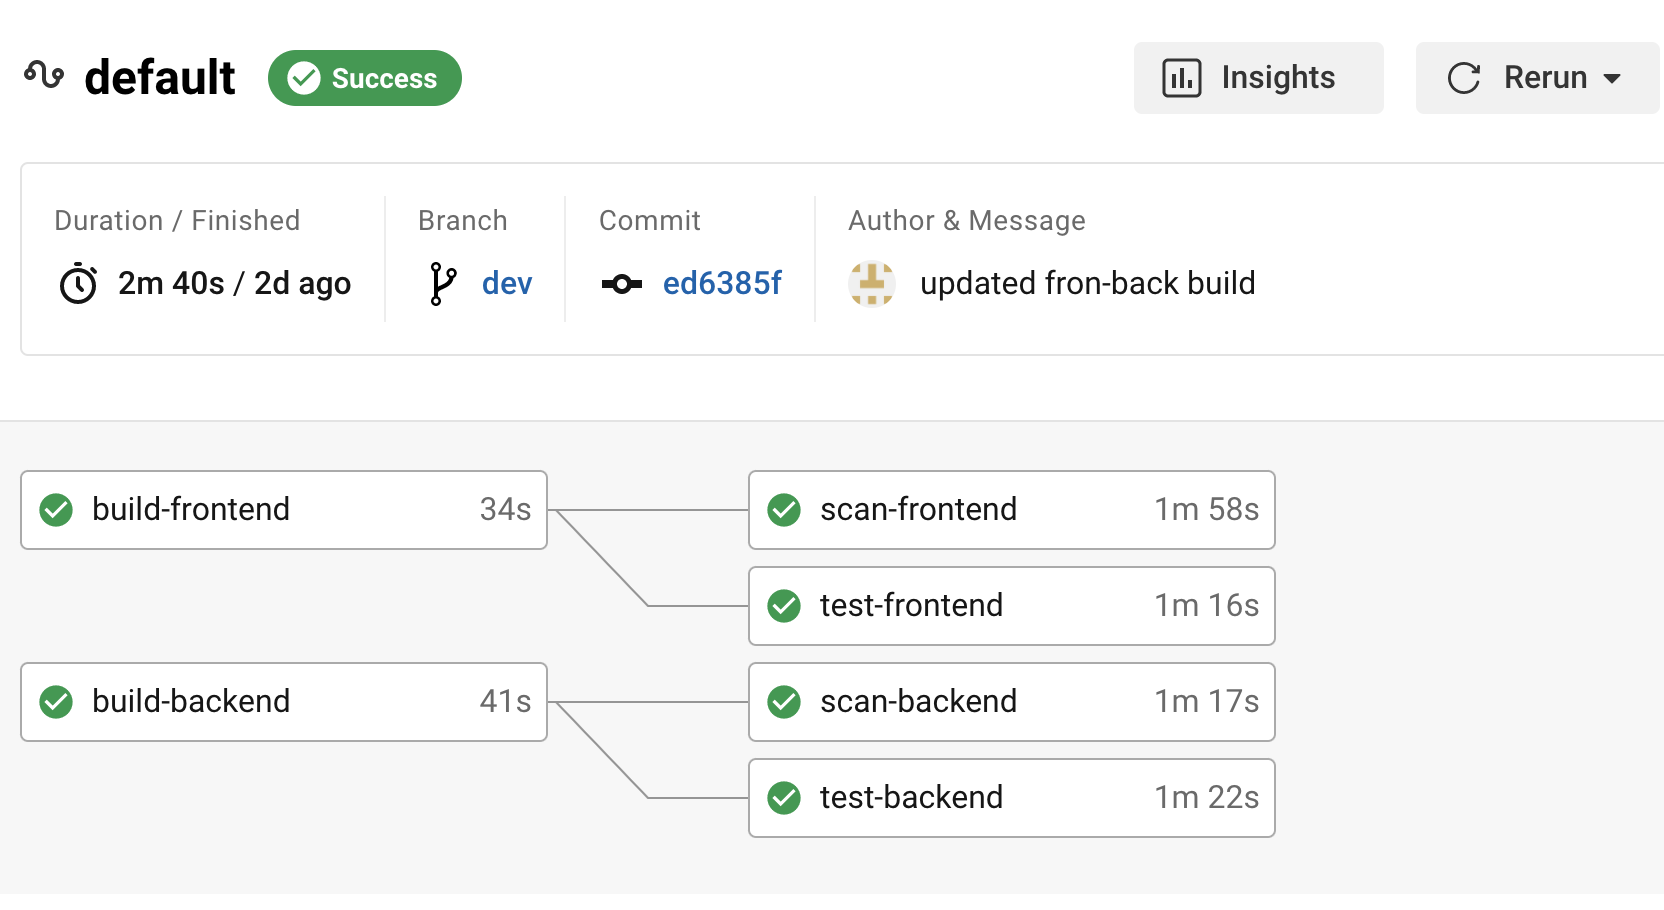 default
Success
Insights
Rerun
Duration / Finished
Branch
Commit
Author & Message
2m 40s / 2d ago
dev
ed6385f
updated fron-back build
build-frontend 34s
scan-frontend 1m 58s
test-frontend 1m 16s
build-backend 41s
scan-backend 1m 17s
test-backend 1m 22s